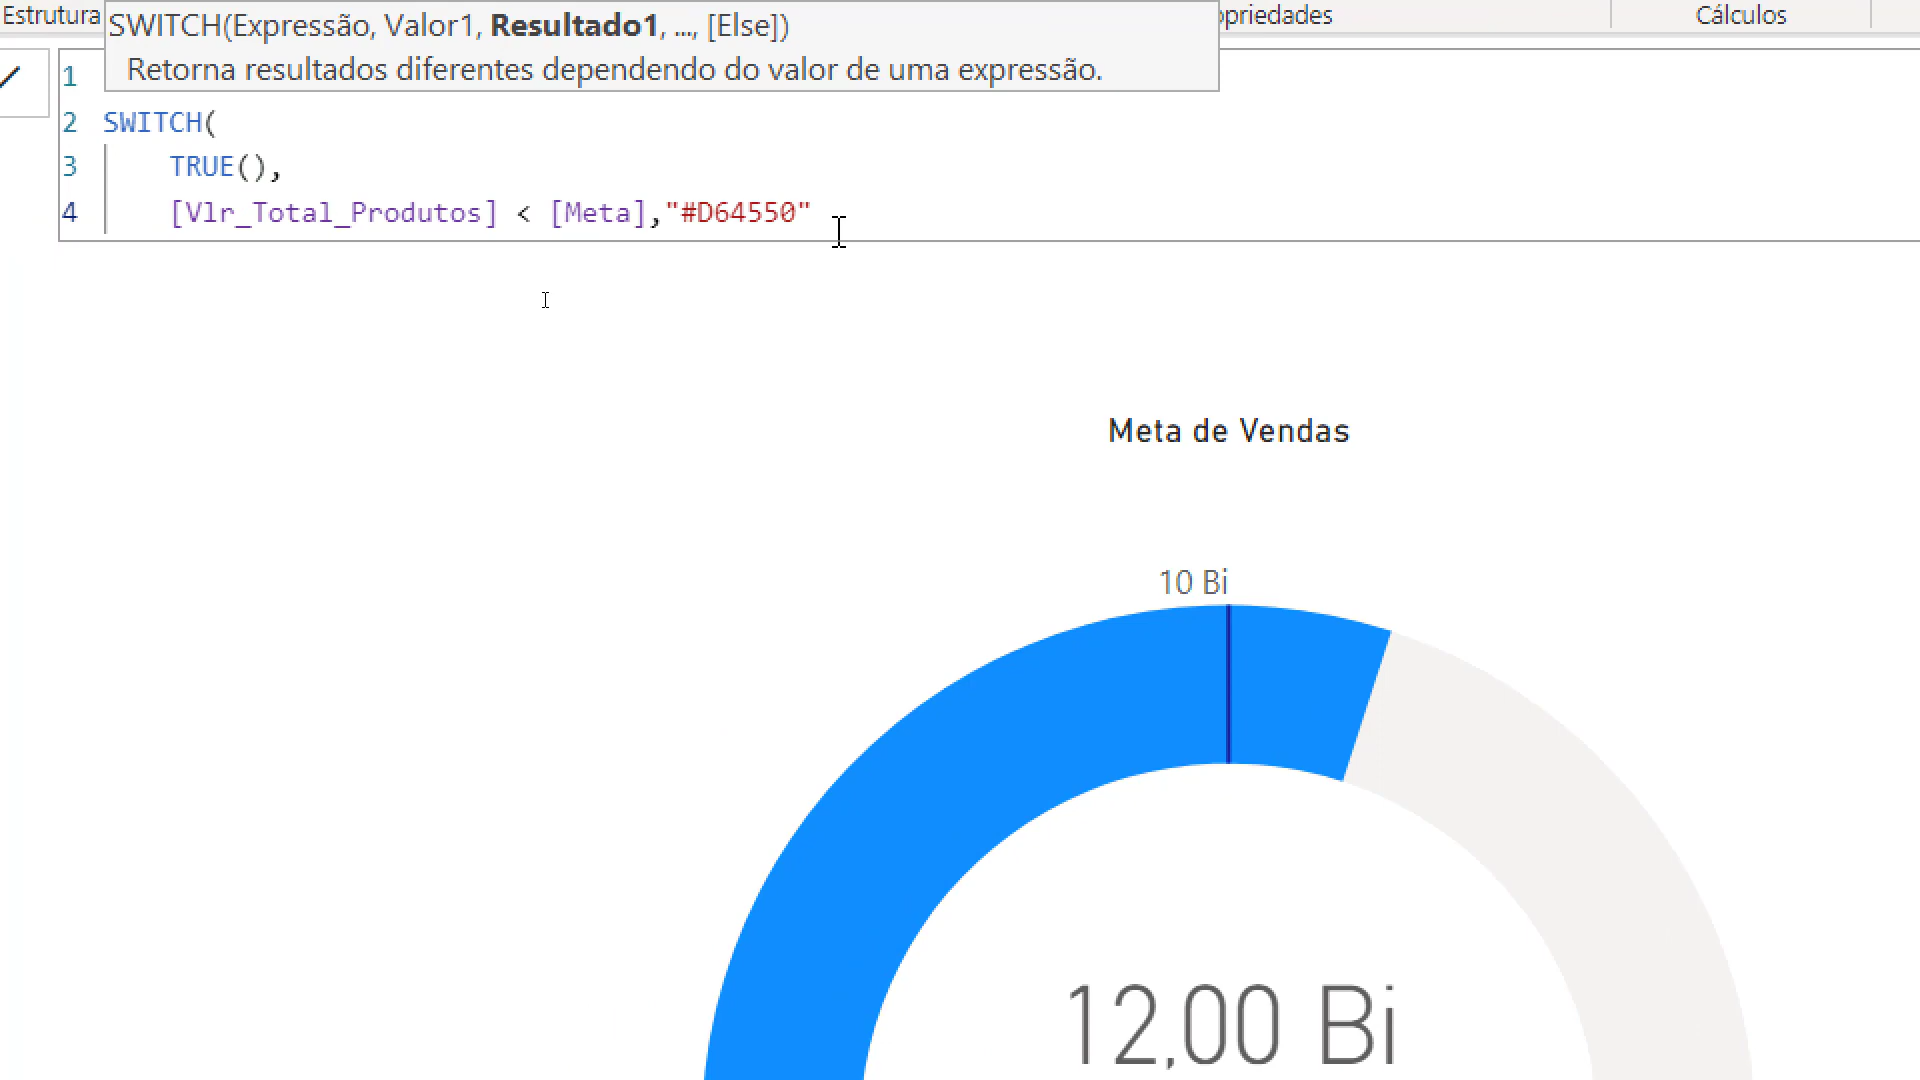 Estrutura
opriedades
Cálculos
SWITCH(Expressão, Valor1, Resultado1, ..., [Else])
Retorna resultados diferentes dependendo do valor de uma expressão.
1
2 SWITCH(
3 TRUE(),
4 [Vlr_Total_Produtos] < [Meta],"#D64550"
Meta de Vendas
10 Bi
12,00 Bi